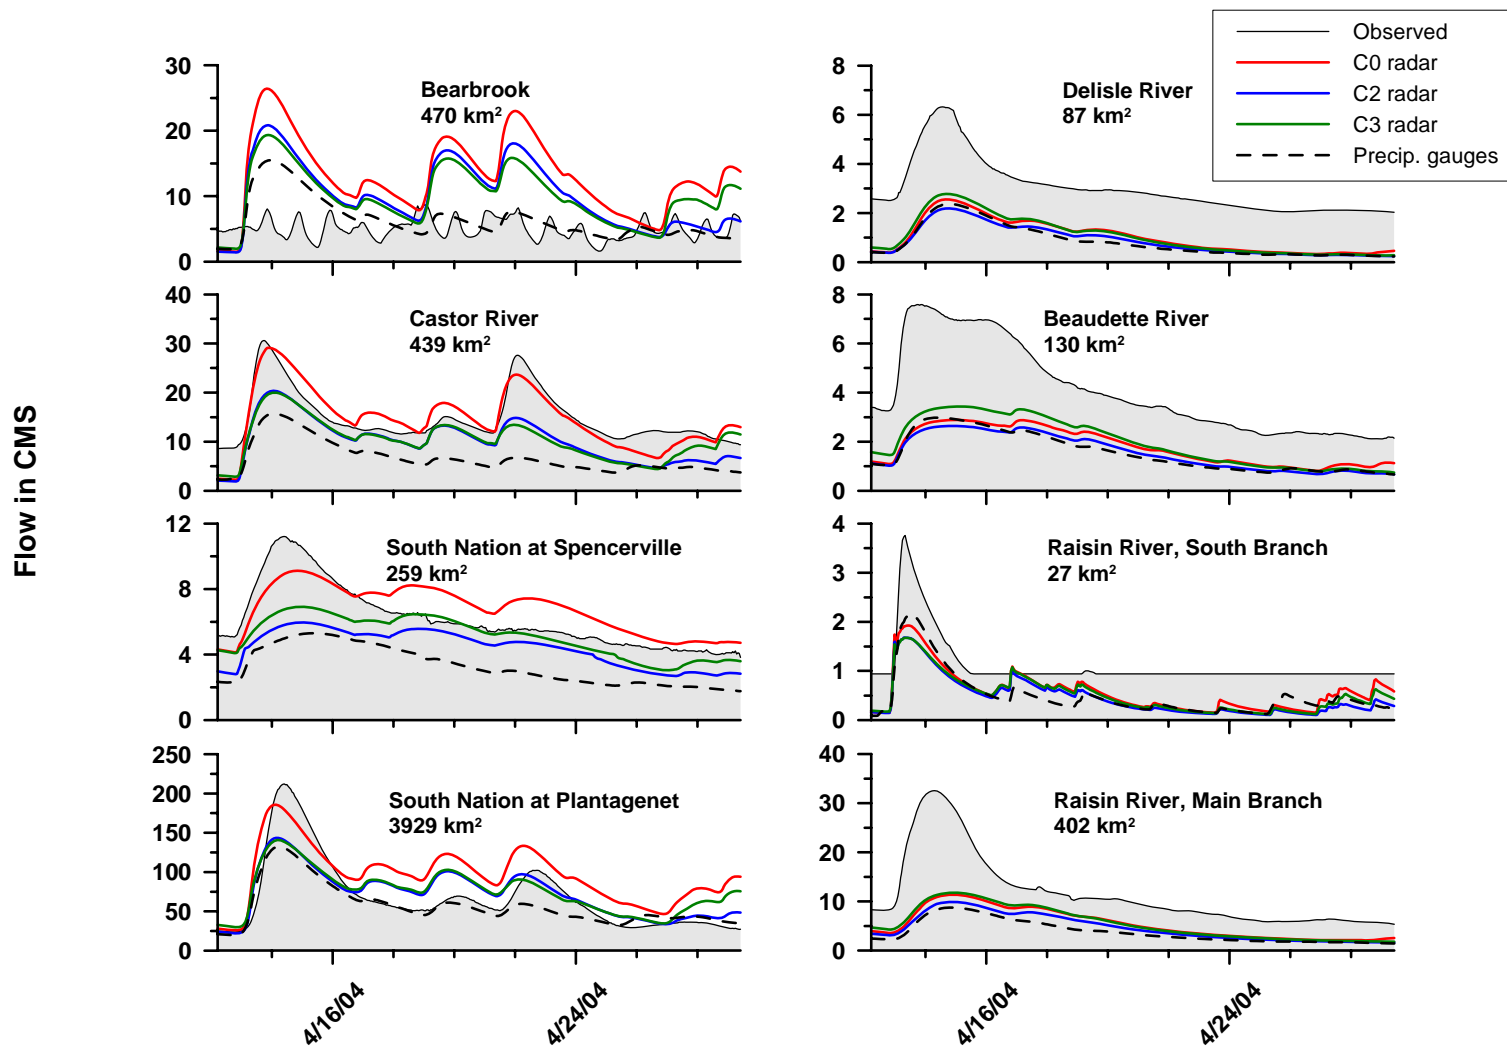 Observed
C0 radar
C2 radar
C3 radar
Precip. gauges
Flow in CMS
Bearbrook
470 km²
30
20
10
0
Delisle River
87 km²
8
6
4
2
0
Castor River
439 km²
40
30
20
10
0
Beaudette River
130 km²
8
6
4
2
0
South Nation at Spencerville
259 km²
12
8
4
0
Raisin River, South Branch
27 km²
4
3
2
1
0
South Nation at Plantagenet
3929 km²
250
200
150
100
50
0
Raisin River, Main Branch
402 km²
40
30
20
10
0
4/16/04
4/24/04
4/16/04
4/24/04